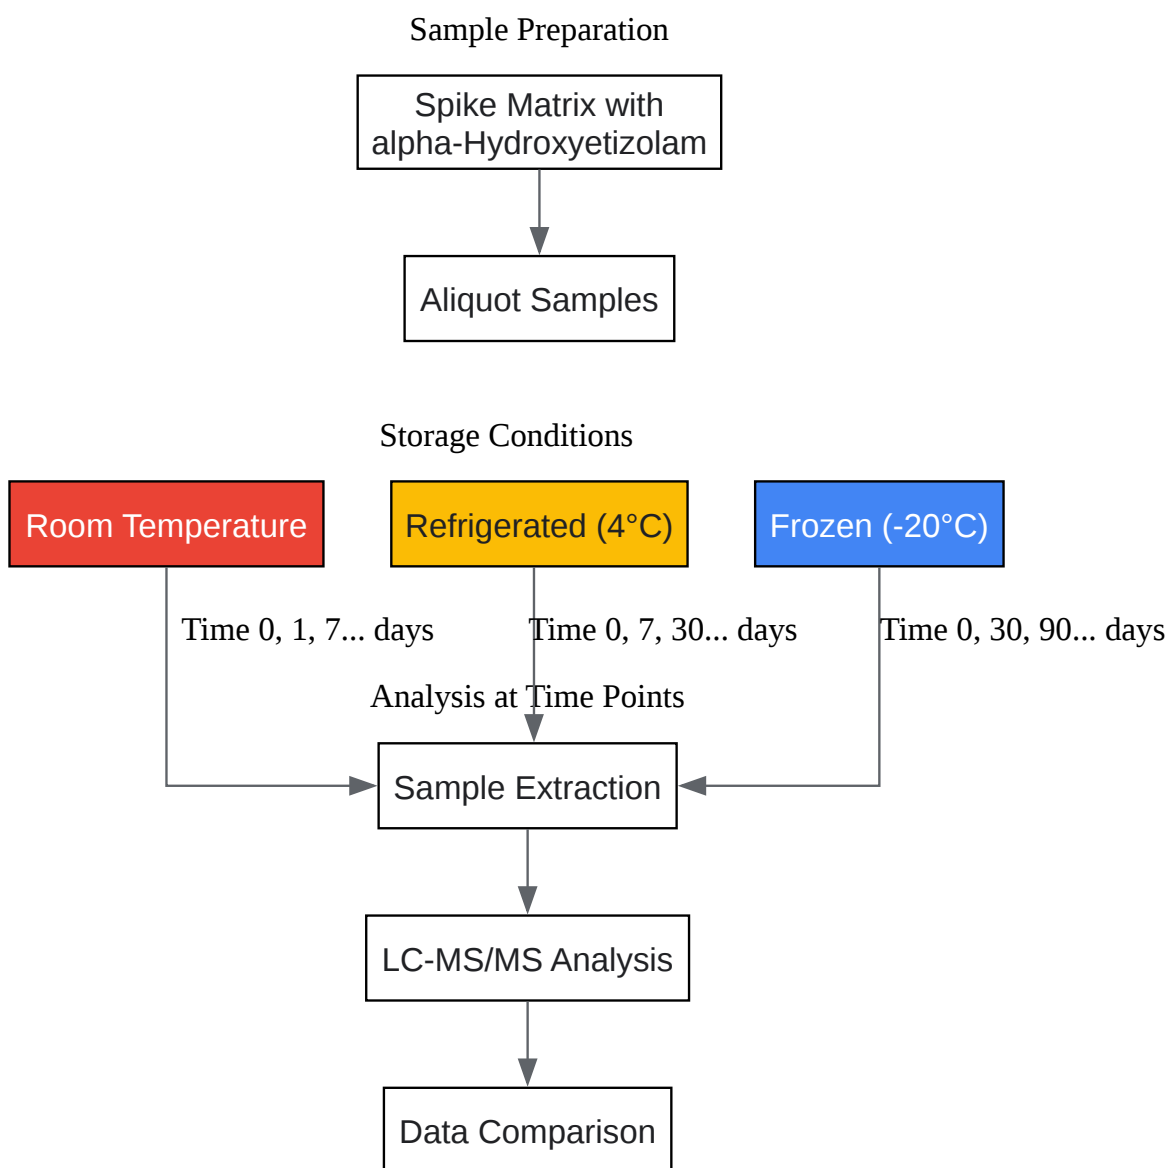 Sample Preparation
Spike Matrix with
alpha-Hydroxyetizolam
Aliquot Samples
Storage Conditions
Room Temperature
Refrigerated (4°C)
Frozen (-20°C)
Time 0, 1, 7... days
Time 0, 7, 30... days
Time 0, 30, 90... days
Analysis at Time Points
Sample Extraction
LC-MS/MS Analysis
Data Comparison